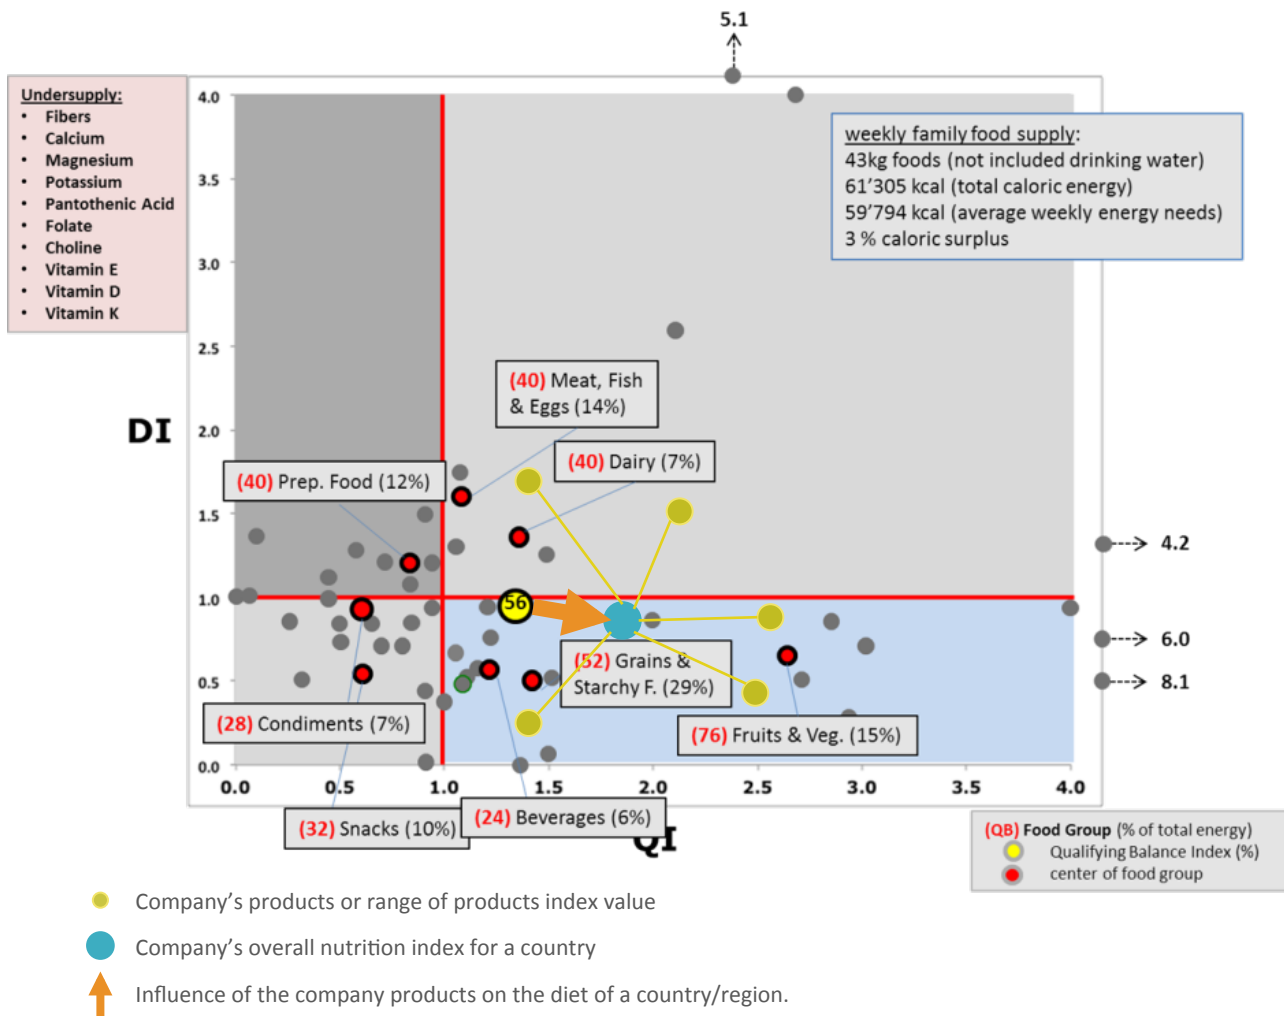 5.1
Undersupply:
• Fibers
• Calcium
• Magnesium
• Potassium
• Pantothenic Acid
• Folate
• Choline
• Vitamin E
• Vitamin D
• Vitamin K
weekly family food supply:
43kg foods (not included drinking water)
61'305 kcal (total caloric energy)
59'794 kcal (average weekly energy needs)
3 % caloric surplus
4.0
3.5
3.0
2.5
2.0
1.5
1.0
0.5
0.0
DI
(40) Meat, Fish
& Eggs (14%)
(40) Dairy (7%)
(40) Prep. Food (12%)
56
(52) Grains &
Starchy F. (29%)
(28) Condiments (7%)
(76) Fruits & Veg. (15%)
4.2
6.0
8.1
0.0 0.5 1.0 1.5 2.0 2.5 3.0 3.5 4.0
(32) Snacks (10%)
(24) Beverages (6%)
QI
(QB) Food Group (% of total energy)
Qualifying Balance Index (%)
center of food group
Company's products or range of products index value
Company's overall nutrition index for a country
Influence of the company products on the diet of a country/region.